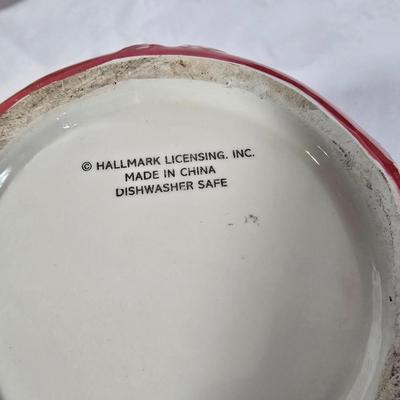 © HALLMARK LICENSING. INC.
MADE IN CHINA
DISHWASHER SAFE